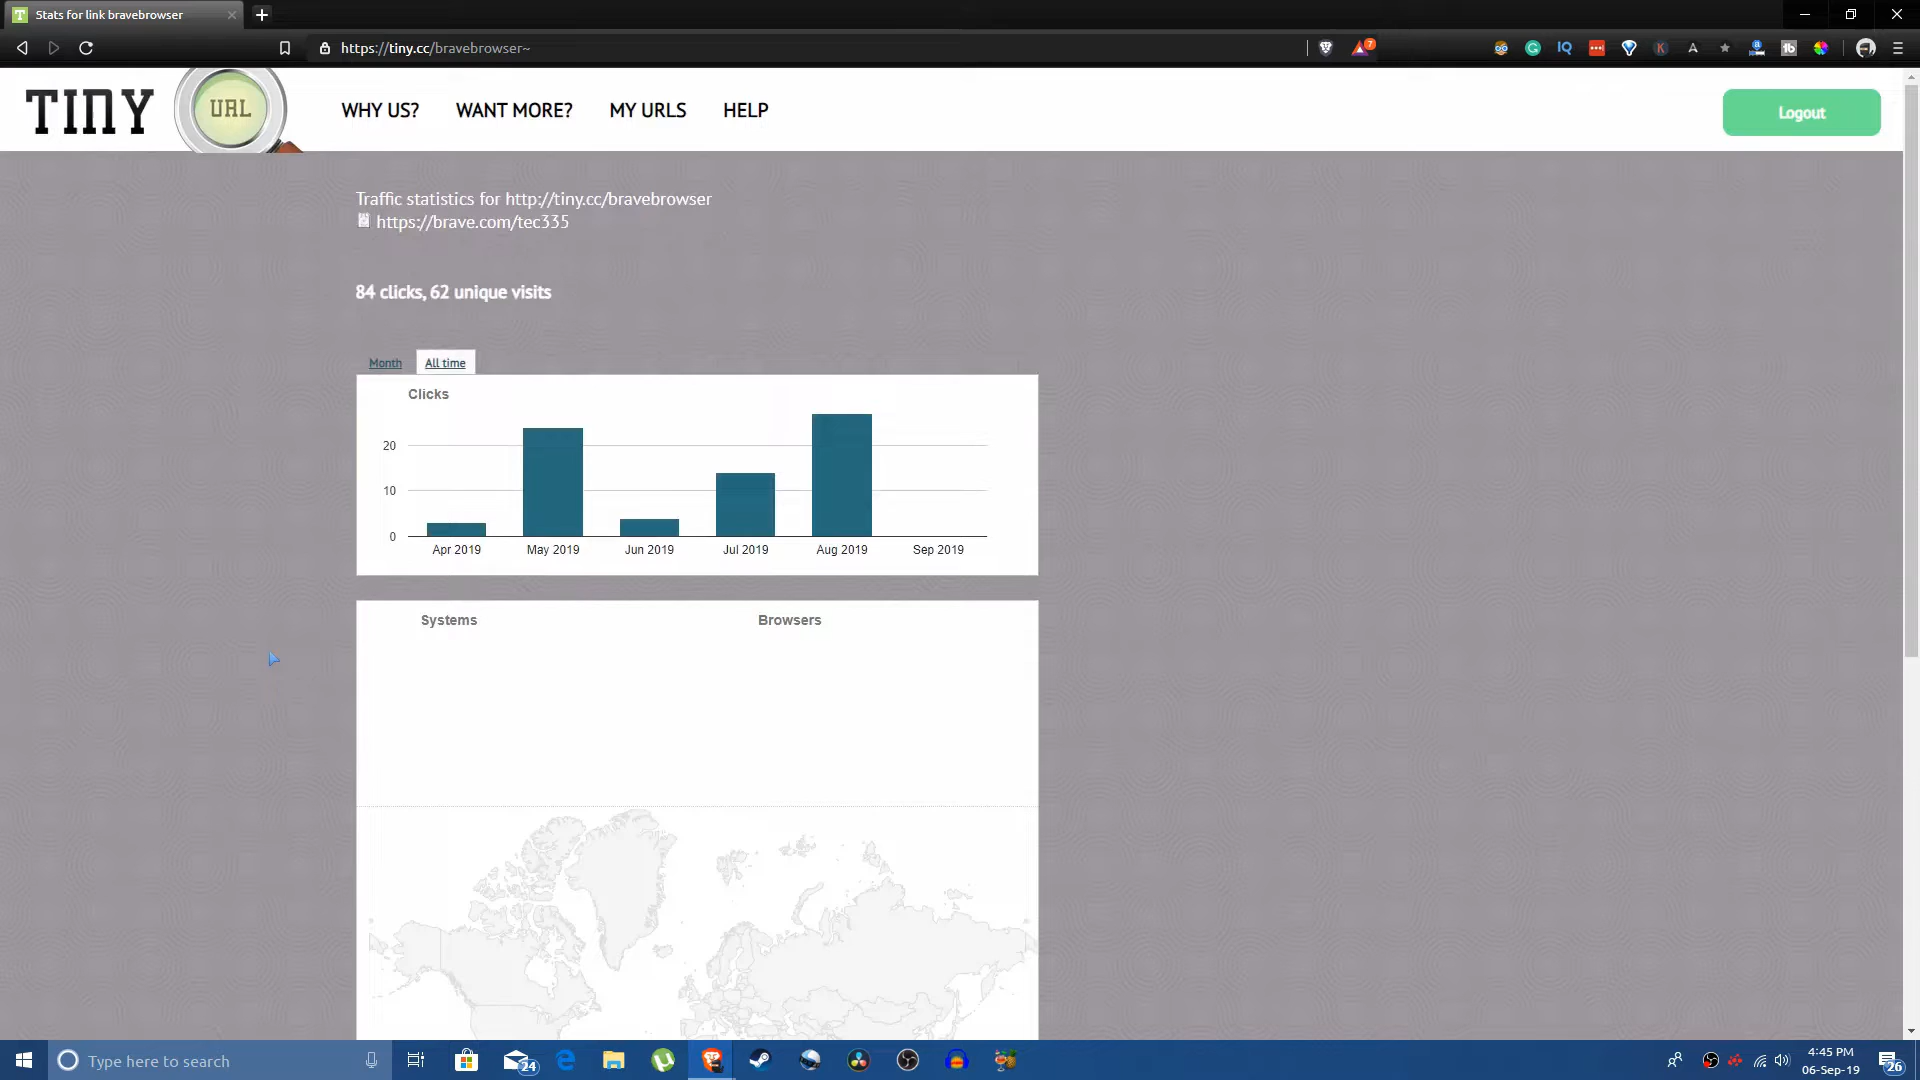 Stats for link bravebrowser
https://tiny.cc/bravebrowser~
7
TINY URL
WHY US?
WANT MORE?
MY URLS
HELP
Logout
Traffic statistics for http://tiny.cc/bravebrowser
https://brave.com/tec335
84 clicks, 62 unique visits
Month
All time
Clicks
20
10
0
Apr 2019
May 2019
Jun 2019
Jul 2019
Aug 2019
Sep 2019
Systems
Browsers
Type here to search
24
4:45 PM
06-Sep-19
26